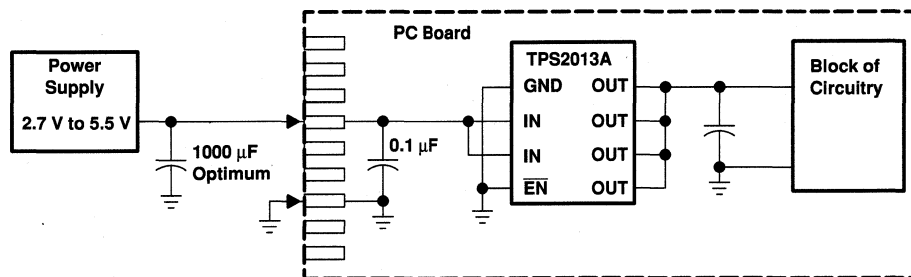 PC Board
Power
Supply
2.7 V to 5.5 V
1000 µF
Optimum
0.1 µF
TPS2013A
GND OUT
IN OUT
IN OUT
E̅N̅ OUT
Block of
Circuitry